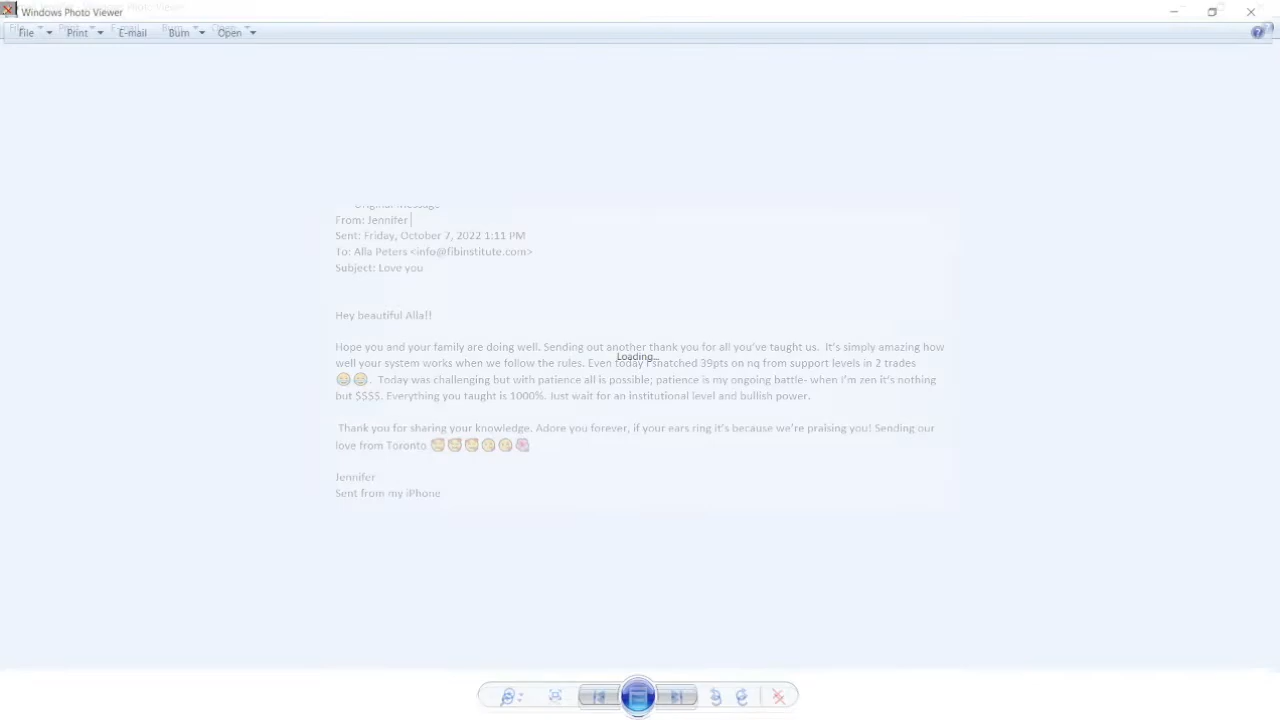 Windows Photo Viewer
File Print E-mail Burn Open
Original Message
From: Jennifer
Sent: Friday, October 7, 2022 1:11 PM
To: Alla Peters <info@fibinstitute.com>
Subject: Love you
Hey beautiful Alla!!
Hope you and your family are doing well. Sending out another thank you for all you've taught us. It's simply amazing how
well your system works when we follow the rules. Even today I snatched 39pts on nq from support levels in 2 trades
😊😊. Today was challenging but with patience all is possible; patience is my ongoing battle- when I'm zen it's nothing
but $$$$. Everything you taught is 1000%. Just wait for an institutional level and bullish power.
Loading...
Thank you for sharing your knowledge. Adore you forever, if your ears ring it's because we're praising you! Sending our
love from Toronto 🥰🥰🥰😘😘🌺
Jennifer
Sent from my iPhone